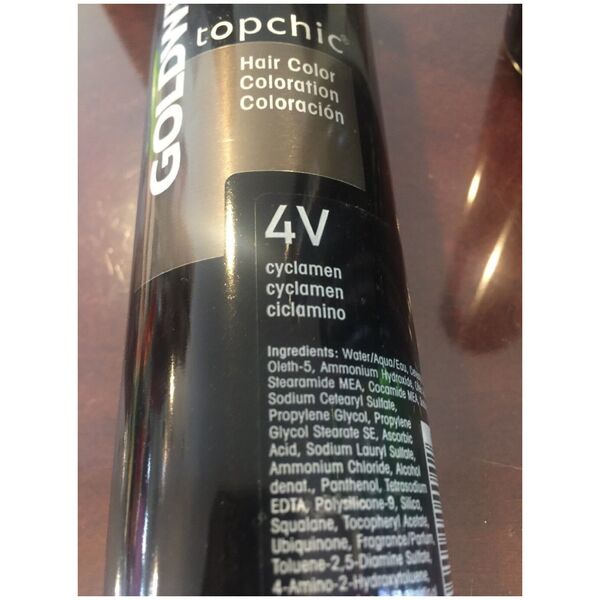 GOLDW
topchic®
Hair Color
Coloration
Coloración
4V
cyclamen
cyclamen
ciclamino
Ingredients: Water/Aqua/Eau,
Oleth-5, Ammonium Hydroxide,
Stearamide MEA, Cocamide MEA,
Sodium Cetearyl Sulfate,
Propylene Glycol, Propylene
Glycol Stearate SE, Ascorbic
Acid, Sodium Lauryl Sulfate,
Ammonium Chloride, Alcohol
denat., Panthenol, Tetrasodium
EDTA, Polysilicone-9, Silica,
Squalane, Tocopheryl Acetate,
Ubiquinone, Fragrance/Parfum,
Toluene-2,5-Diamine Sulfate,
4-Amino-2-Hydroxytoluene,